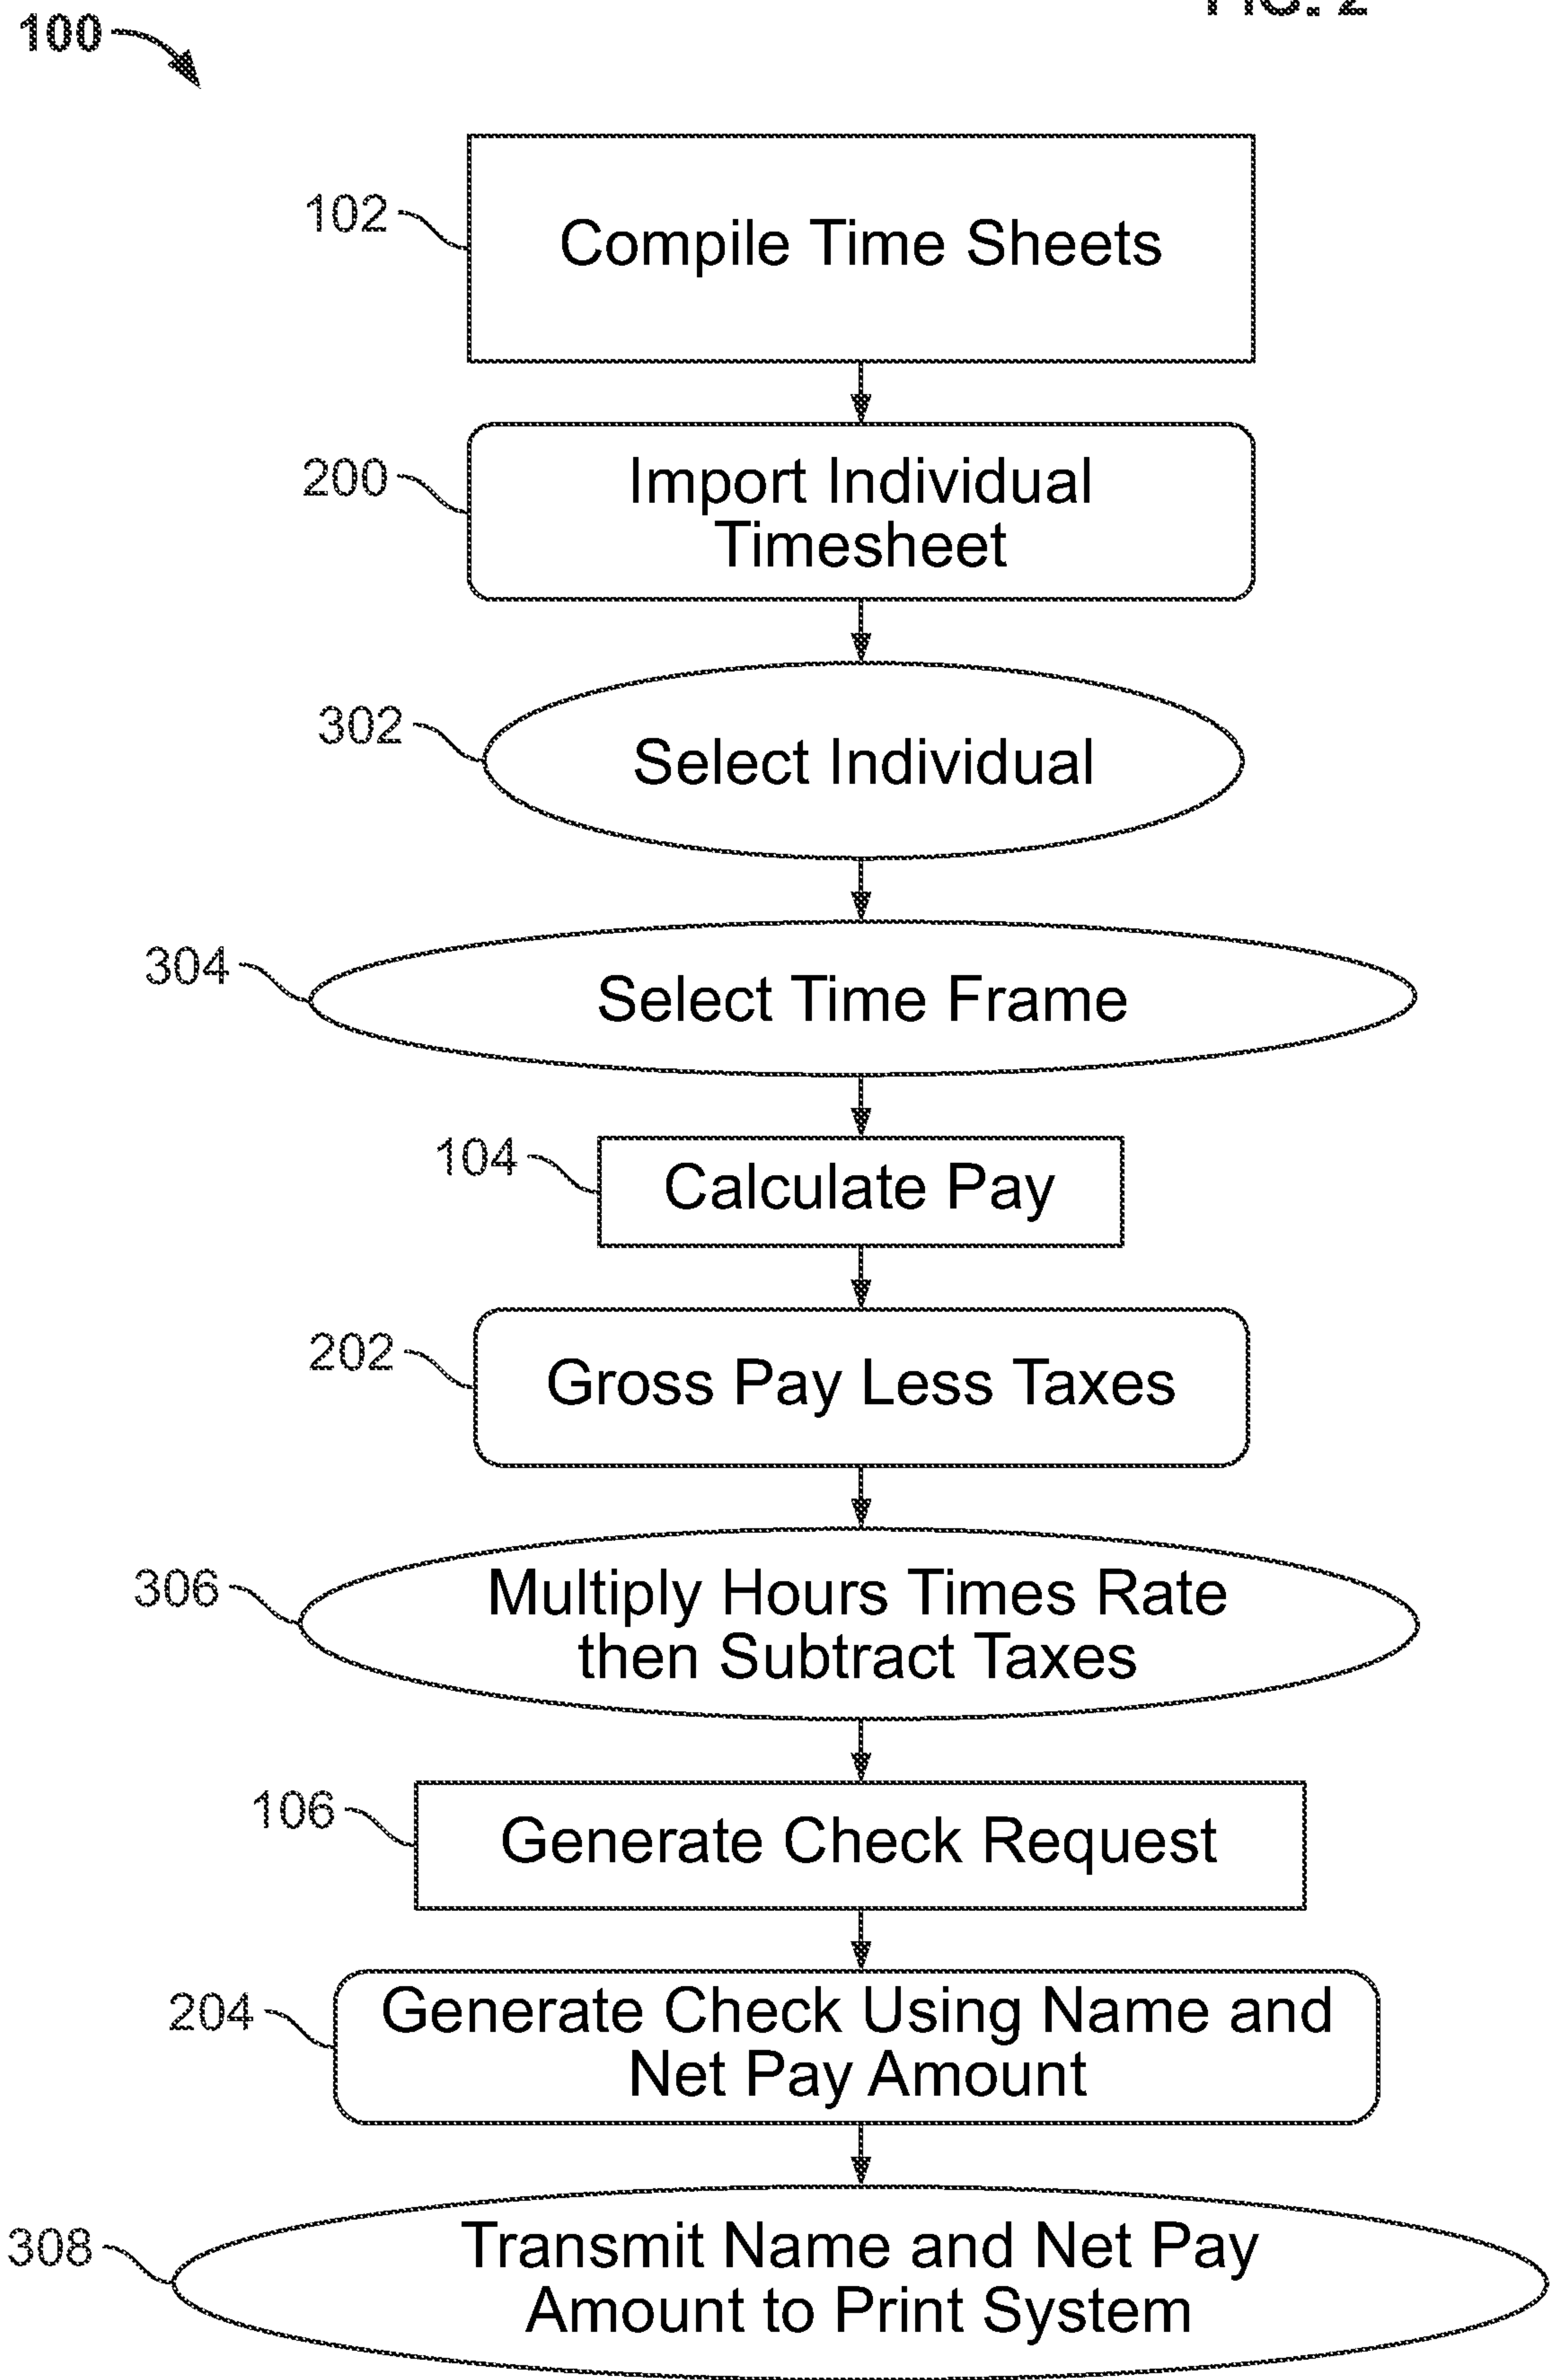 FIG. 2
100
102
Compile Time Sheets
200
Import Individual
Timesheet
302
Select Individual
304
Select Time Frame
104
Calculate Pay
202
Gross Pay Less Taxes
306
Multiply Hours Times Rate
then Subtract Taxes
106
Generate Check Request
204
Generate Check Using Name and
Net Pay Amount
308
Transmit Name and Net Pay
Amount to Print System